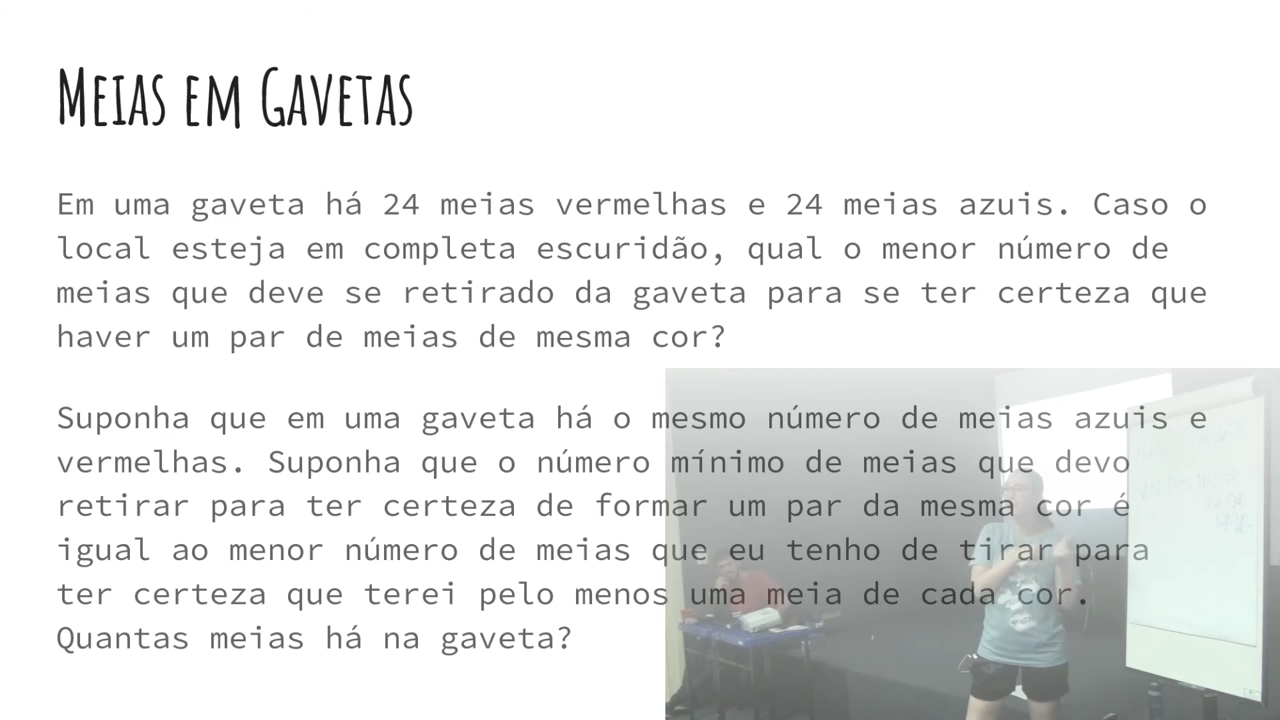 Meias em Gavetas
Em uma gaveta há 24 meias vermelhas e 24 meias azuis. Caso o
local esteja em completa escuridão, qual o menor número de
meias que deve se retirado da gaveta para se ter certeza que
haver um par de meias de mesma cor?
Suponha que em uma gaveta há o mesmo número de meias azuis e
vermelhas. Suponha que o número mínimo de meias que devo
retirar para ter certeza de formar um par da mesma cor é
igual ao menor número de meias que eu tenho de tirar para
ter certeza que terei pelo menos uma meia de cada cor.
Quantas meias há na gaveta?